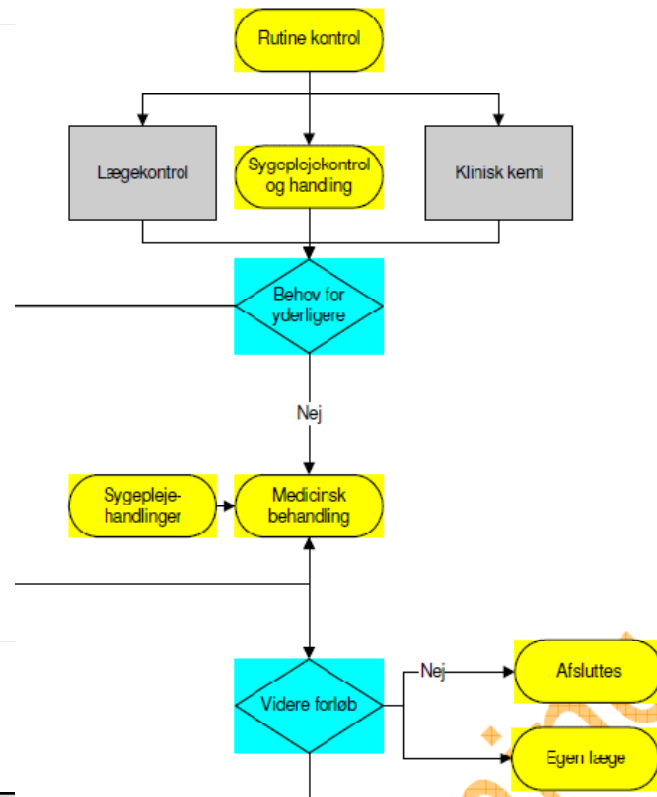 Rutine kontrol
Lægekontrol
Sygeplejekontrol
og handing
Klinisk kemi
Behov for
yderligere
Nej
Sygepleje-
handlinger
Medicinsk
behandling
Videre forløb
Nej
Afsluttes
Egen læge